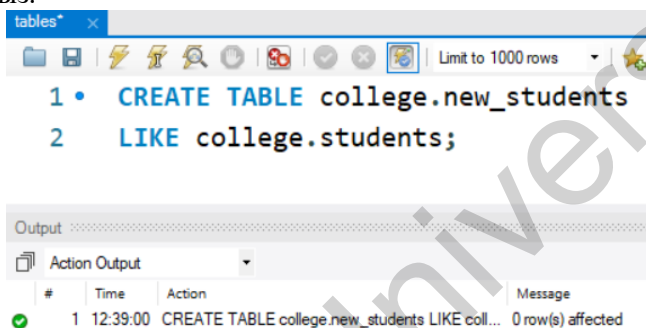 ыз.
tables*
Limit to 1000 rows
1 CREATE TABLE college.new_students
2 LIKE college.students;
Output
Action Output
# Time Action Message
1 12:39:00 CREATE TABLE college.new_students LIKE coll... 0 row(s) affected